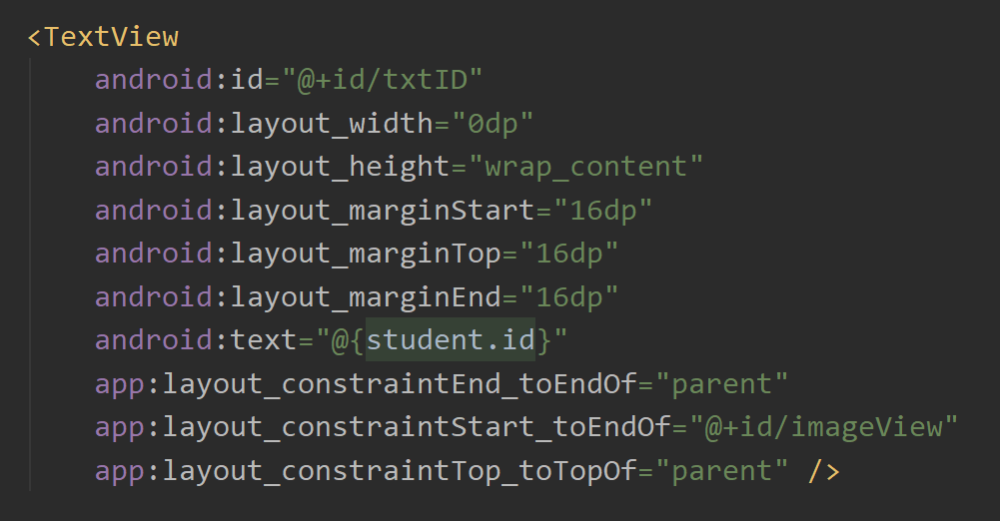 <TextView
android:id="@+id/txtID"
android:layout_width="0dp"
android:layout_height="wrap_content"
android:layout_marginStart="16dp"
android:layout_marginTop="16dp"
android:layout_marginEnd="16dp"
android:text="@{student.id}"
app:layout_constraintEnd_toEndOf="parent"
app:layout_constraintStart_toEndOf="@+id/imageView"
app:layout_constraintTop_toTopOf="parent" />